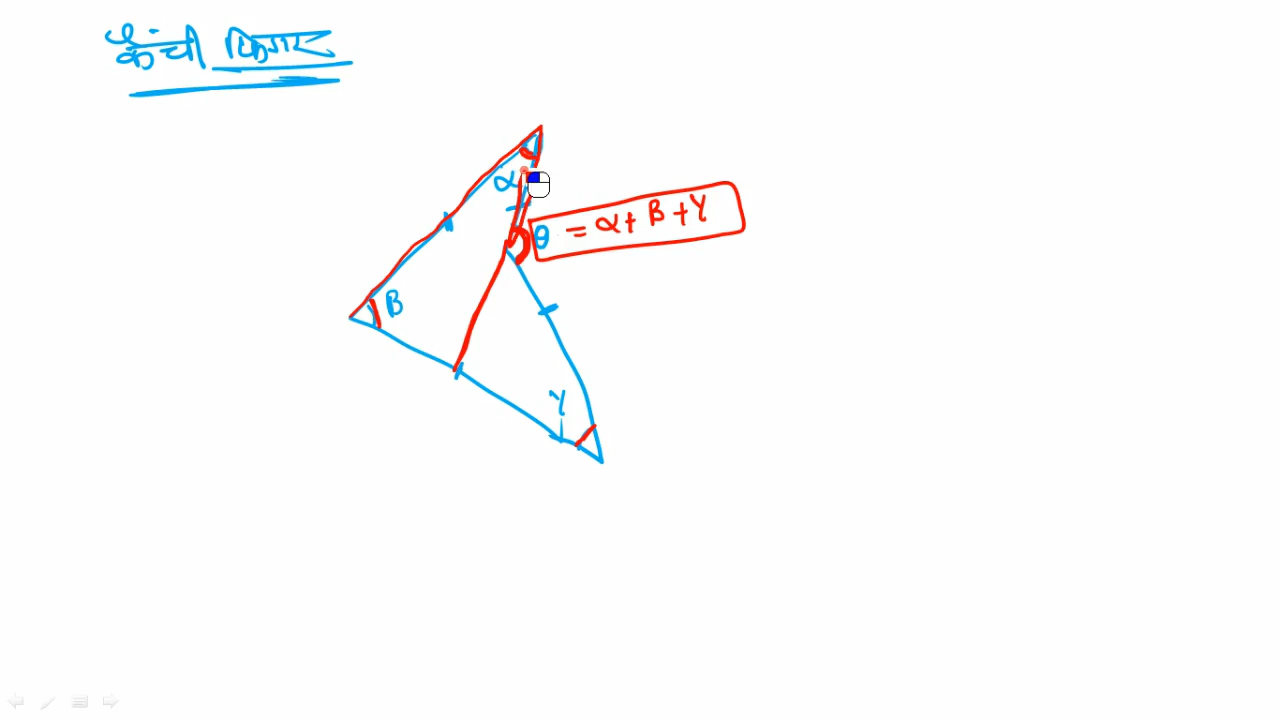 कैंची फिगर
α
θ = α + β + γ
β
γ